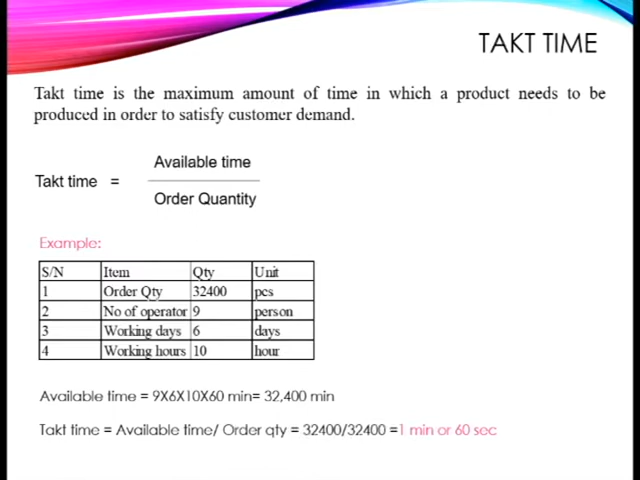 TAKT TIME
Takt time is the maximum amount of time in which a product needs to be
produced in order to satisfy customer demand.
Available time
Takt time =
Order Quantity
Example:
S/N Item Qty Unit
1 Order Qty 32400 pcs
2 No of operator 9 person
3 Working days 6 days
4 Working hours 10 hour
Available time = 9X6X10X60 min= 32,400 min
Takt time = Available time/ Order qty = 32400/32400 =1 min or 60 sec